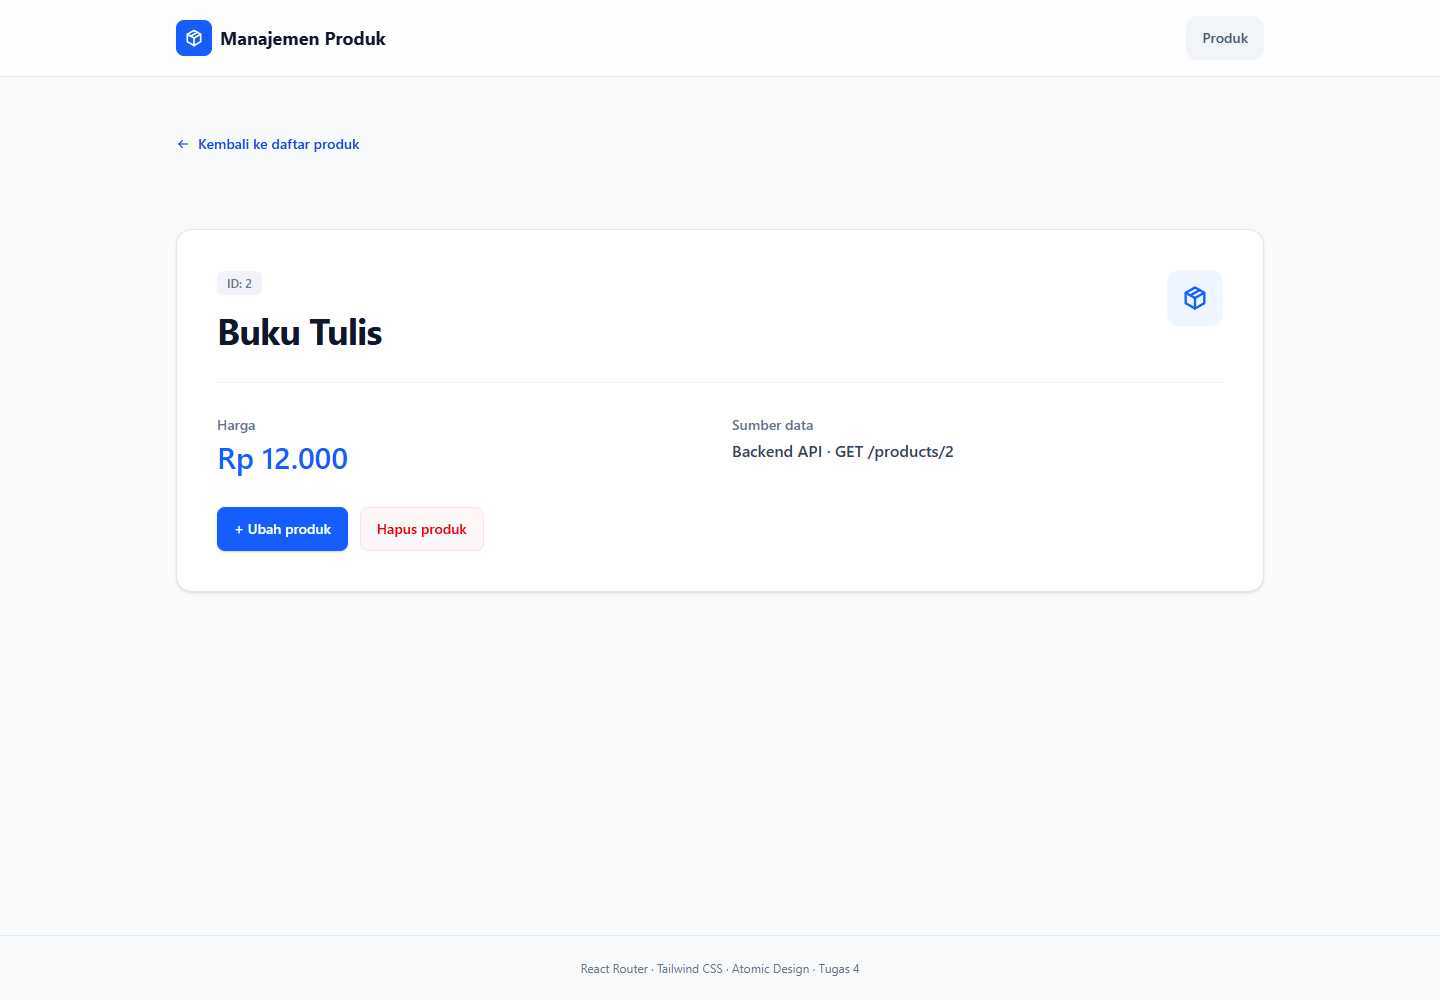 Manajemen Produk
Produk
← Kembali ke daftar produk
ID: 2
Buku Tulis
Harga
Rp 12.000
Sumber data
Backend API · GET /products/2
+ Ubah produk
Hapus produk
React Router · Tailwind CSS · Atomic Design · Tugas 4